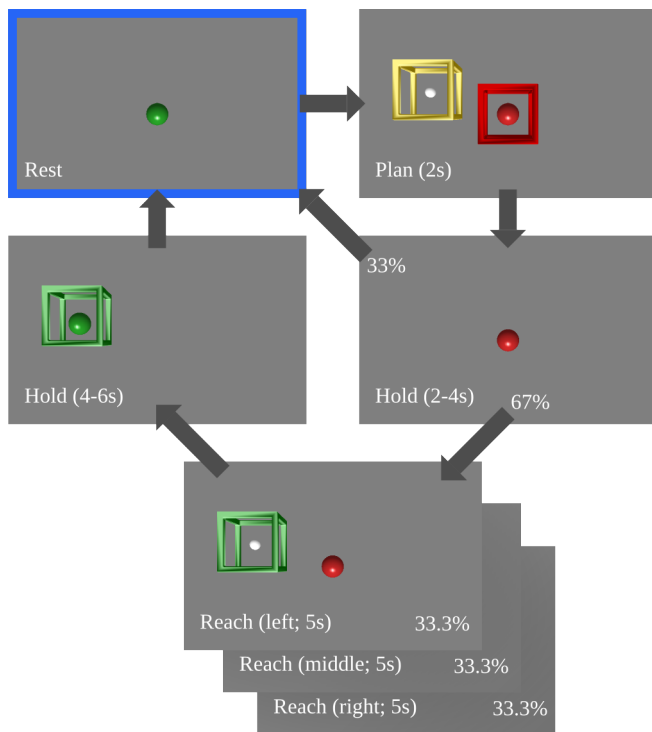 Rest
Plan (2s)
33%
Hold (4-6s)
Hold (2-4s)
67%
Reach (left; 5s)
33.3%
Reach (middle; 5s)
33.3%
Reach (right; 5s)
33.3%